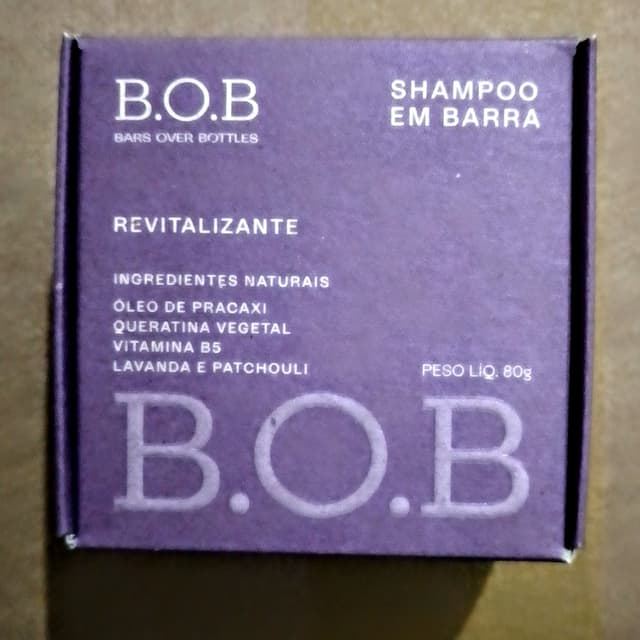 B.O.B
BARS OVER BOTTLES
SHAMPOO
EM BARRA
REVITALIZANTE
INGREDIENTES NATURAIS
ÓLEO DE PRACAXI
QUERATINA VEGETAL
VITAMINA B5
LAVANDA E PATCHOULI
PESO LÍQ. 80g
B.O.B